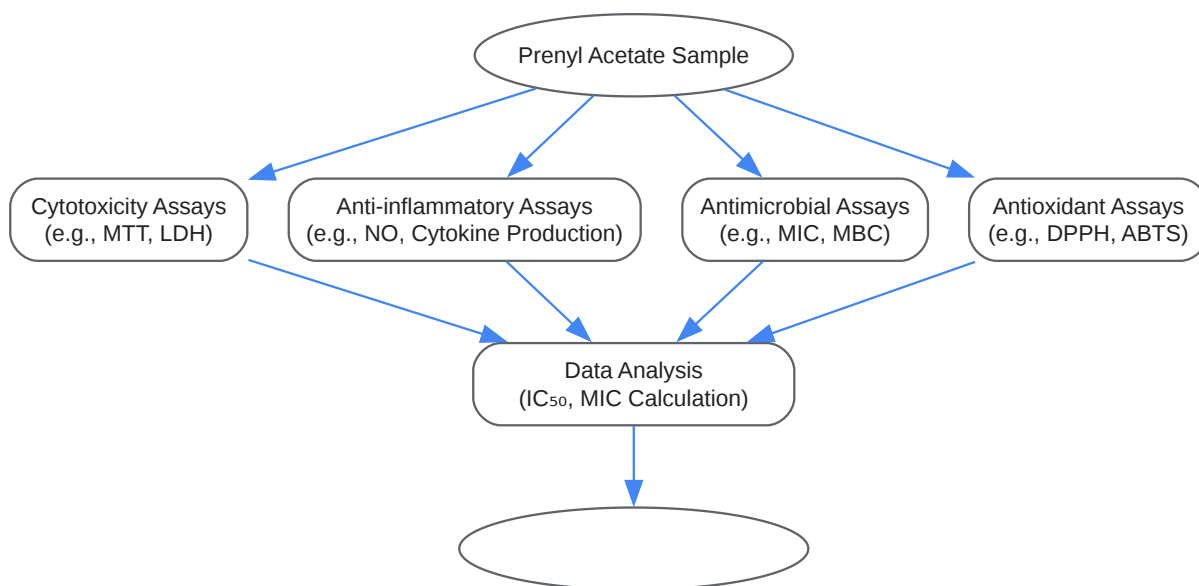 Prenyl Acetate Sample
Cytotoxicity Assays
(e.g., MTT, LDH)
Anti-inflammatory Assays
(e.g., NO, Cytokine Production)
Antimicrobial Assays
(e.g., MIC, MBC)
Antioxidant Assays
(e.g., DPPH, ABTS)
Data Analysis
(IC₅₀, MIC Calculation)